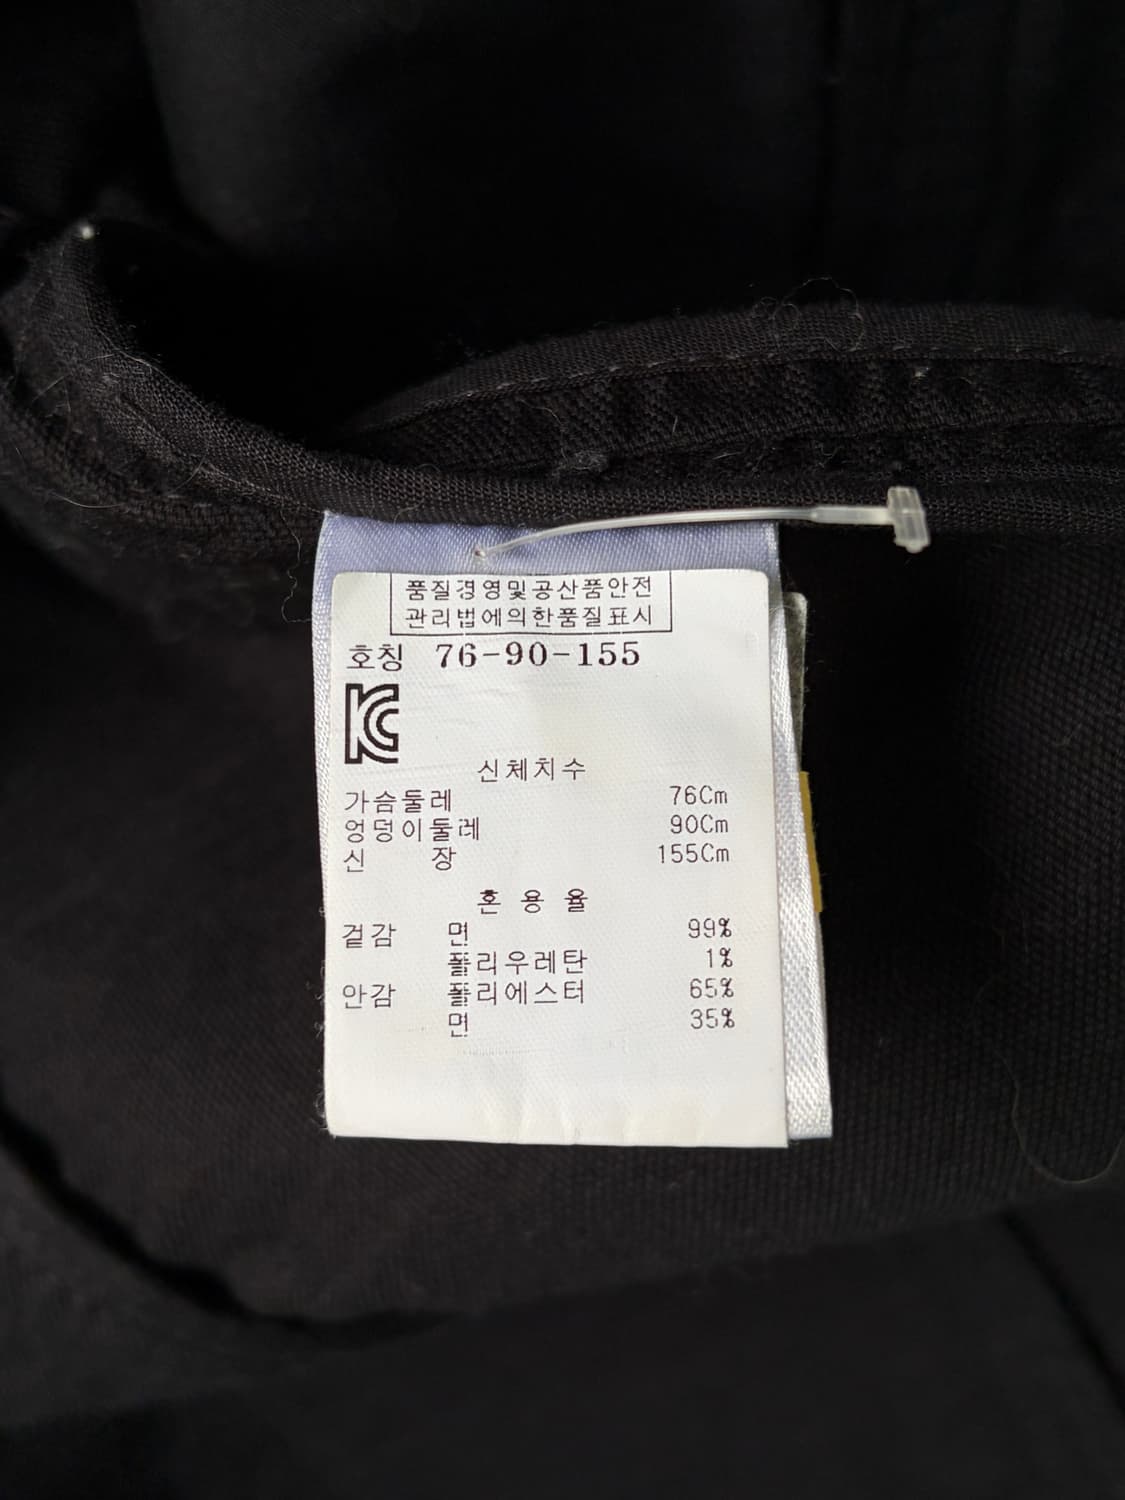 품질경영및공산품안전
관리법에의한품질표시
호칭 76-90-155
KC
신체치수
가슴둘레 76Cm
엉덩이둘레 90Cm
신 장 155Cm
혼 용 율
겉감 면 99%
폴리우레탄 1%
안감 폴리에스터 65%
면 35%